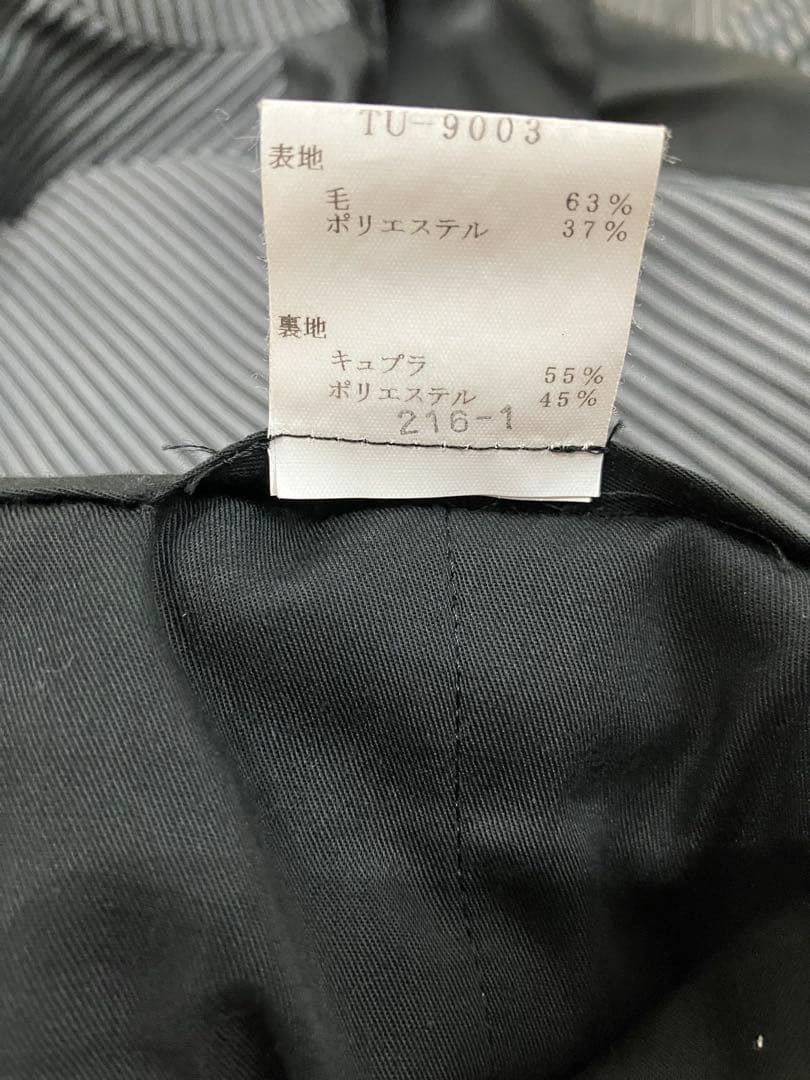 TU-9003
表地
毛 63%
ポリエステル 37%
裏地
キュプラ 55%
ポリエステル 45%
216-1